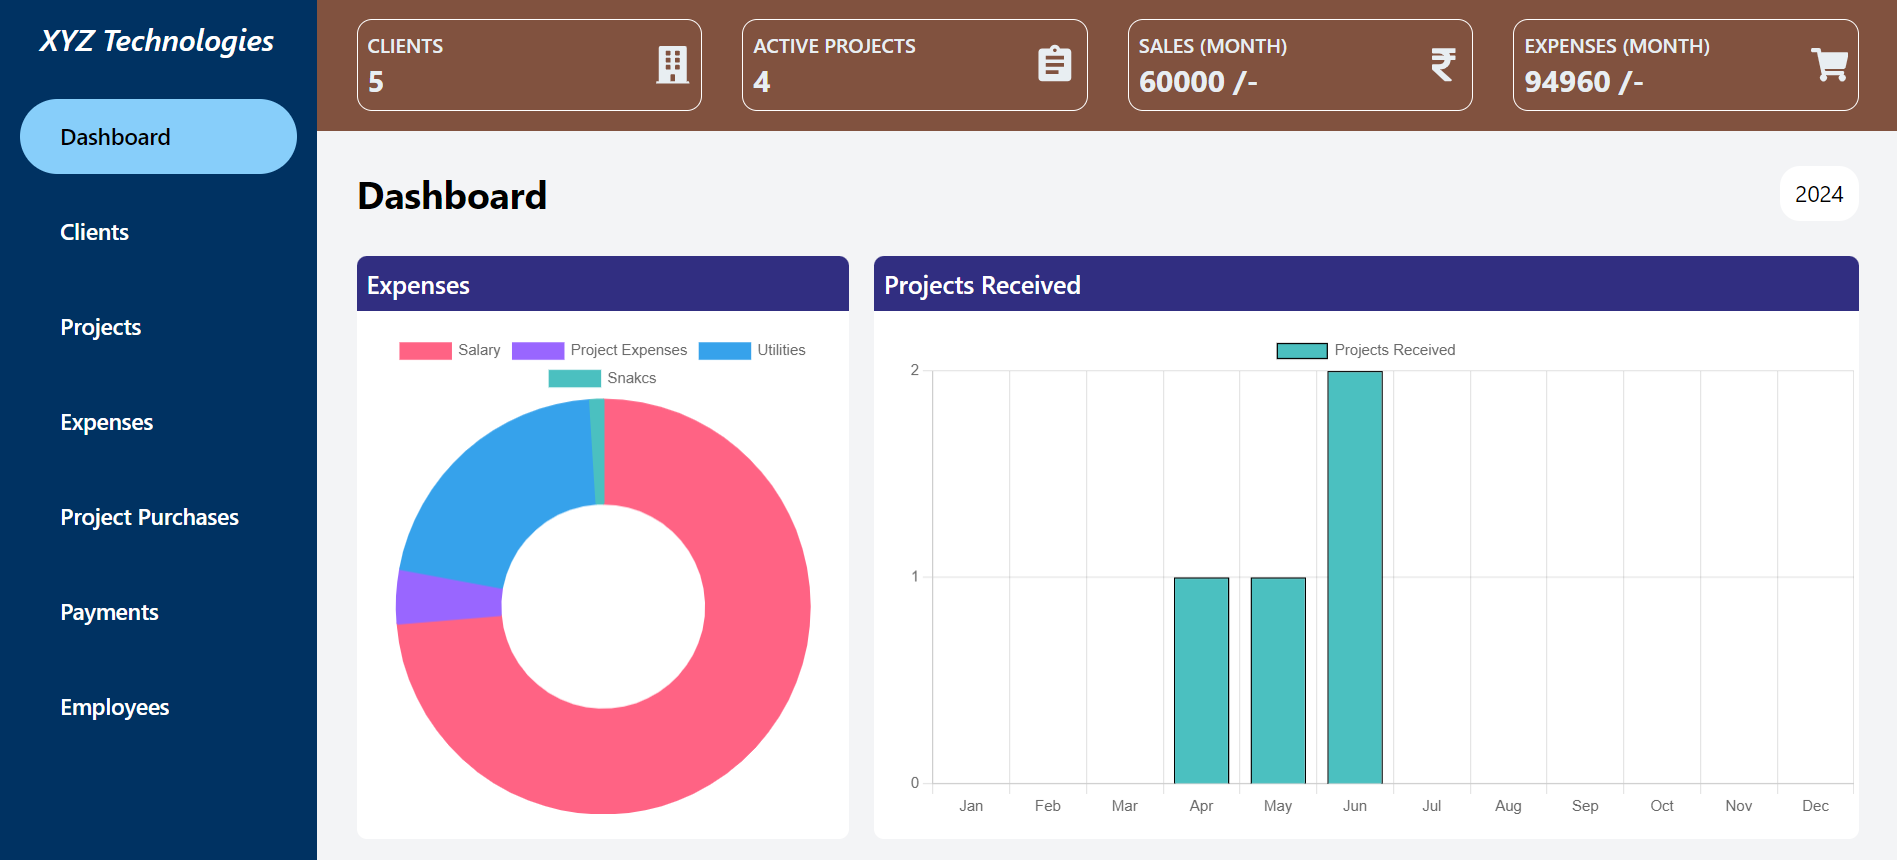 XYZ Technologies
Dashboard
Clients
Projects
Expenses
Project Purchases
Payments
Employees
CLIENTS
5
ACTIVE PROJECTS
4
SALES (MONTH)
60000 /-
EXPENSES (MONTH)
94960 /-
Dashboard
2024
Expenses
Salary Project Expenses Utilities
Snakcs
Projects Received
Projects Received
2
1
0
Jan Feb Mar Apr May Jun Jul Aug Sep Oct Nov Dec